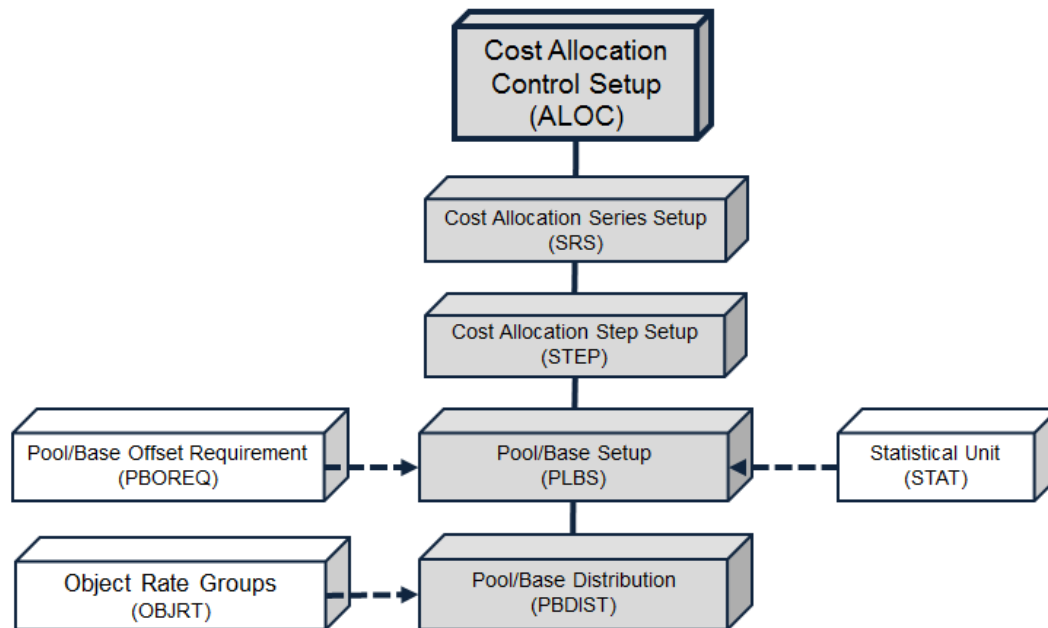 Cost Allocation
Control Setup
(ALOC)
Cost Allocation Series Setup
(SRS)
Cost Allocation Step Setup
(STEP)
Pool/Base Offset Requirement
(PBOREQ)
Pool/Base Setup
(PLBS)
Statistical Unit
(STAT)
Object Rate Groups
(OBJRT)
Pool/Base Distribution
(PBDIST)